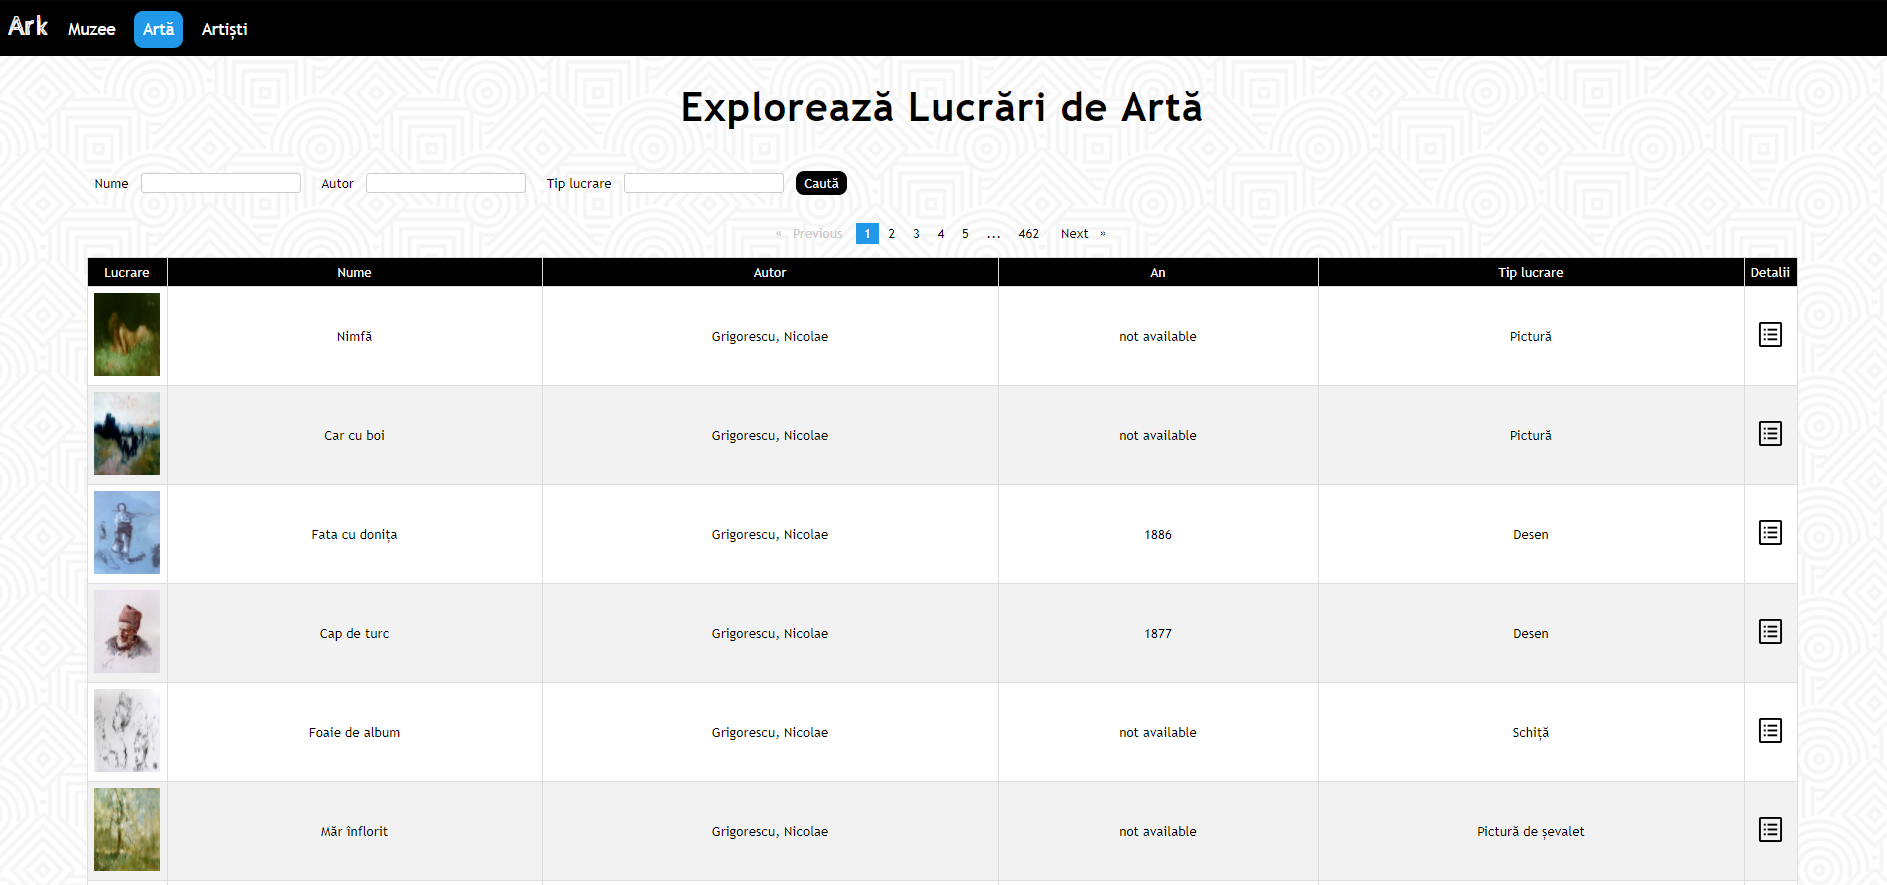 Ark Muzee Artă Artiști
Explorează Lucrări de Artă
Nume Autor Tip lucrare Caută
« Previous 1 2 3 4 5 ... 462 Next »
Lucrare Nume Autor An Tip lucrare Detalii
Nimfă Grigorescu, Nicolae not available Pictură
Car cu boi Grigorescu, Nicolae not available Pictură
Fata cu donița Grigorescu, Nicolae 1886 Desen
Cap de turc Grigorescu, Nicolae 1877 Desen
Foaie de album Grigorescu, Nicolae not available Schiță
Măr înflorit Grigorescu, Nicolae not available Pictură de șevalet